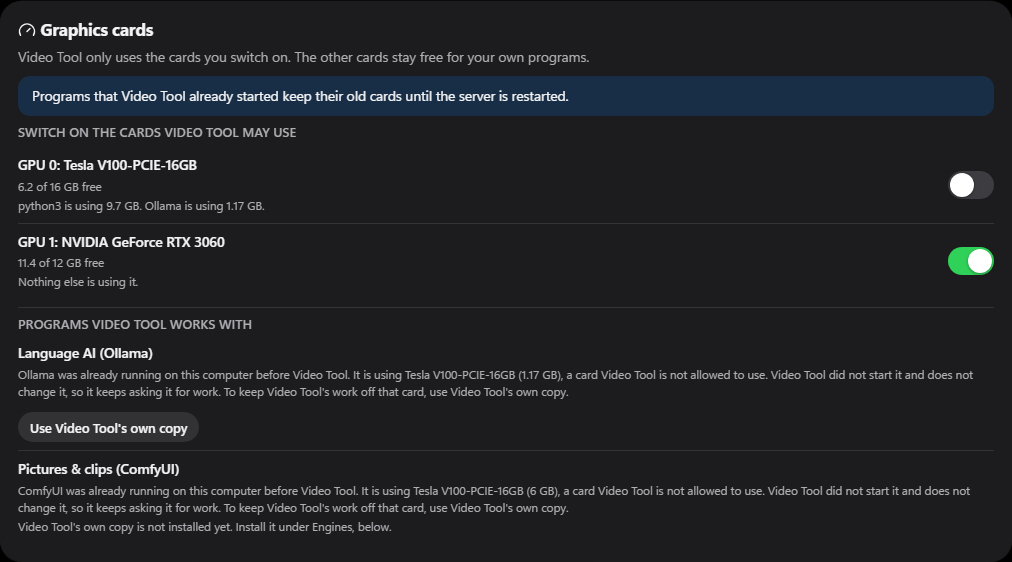 Graphics cards
Video Tool only uses the cards you switch on. The other cards stay free for your own programs.
Programs that Video Tool already started keep their old cards until the server is restarted.
SWITCH ON THE CARDS VIDEO TOOL MAY USE
GPU 0: Tesla V100-PCIE-16GB
6.2 of 16 GB free
python3 is using 9.7 GB. Ollama is using 1.17 GB.
GPU 1: NVIDIA GeForce RTX 3060
11.4 of 12 GB free
Nothing else is using it.
PROGRAMS VIDEO TOOL WORKS WITH
Language AI (Ollama)
Ollama was already running on this computer before Video Tool. It is using Tesla V100-PCIE-16GB (1.17 GB), a card Video Tool is not allowed to use. Video Tool did not start it and does not
change it, so it keeps asking it for work. To keep Video Tool's work off that card, use Video Tool's own copy.
Use Video Tool's own copy
Pictures & clips (ComfyUI)
ComfyUI was already running on this computer before Video Tool. It is using Tesla V100-PCIE-16GB (6 GB), a card Video Tool is not allowed to use. Video Tool did not start it and does not
change it, so it keeps asking it for work. To keep Video Tool's work off that card, use Video Tool's own copy.
Video Tool's own copy is not installed yet. Install it under Engines, below.